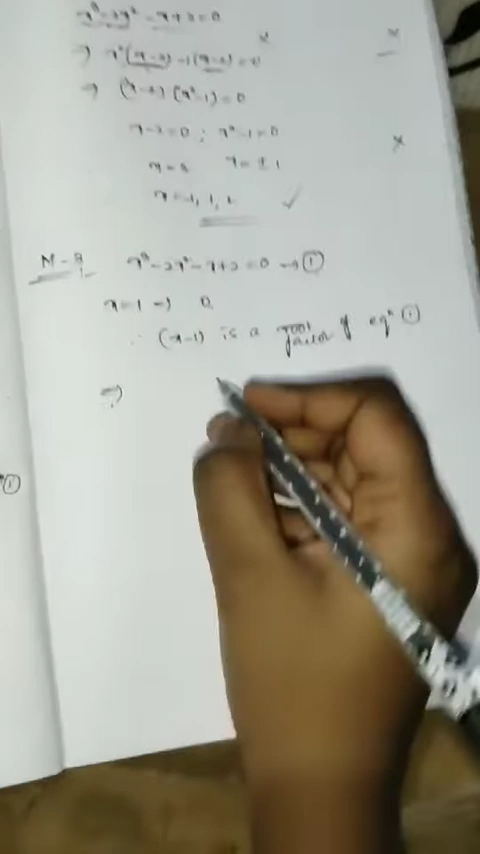 x³-2x²-x+2=0
⇒ x²(x-2)-1(x-2)=0
⇒ (x-2)(x²-1)=0
x-2=0 ; x²-1=0
x=2 x=±1
x=-1, 1, 2 ✓
M-2 x³-2x²-x+2=0 → ①
x=1 → 0
∴ (x-1) is a factor of eqⁿ ①
⇒
①